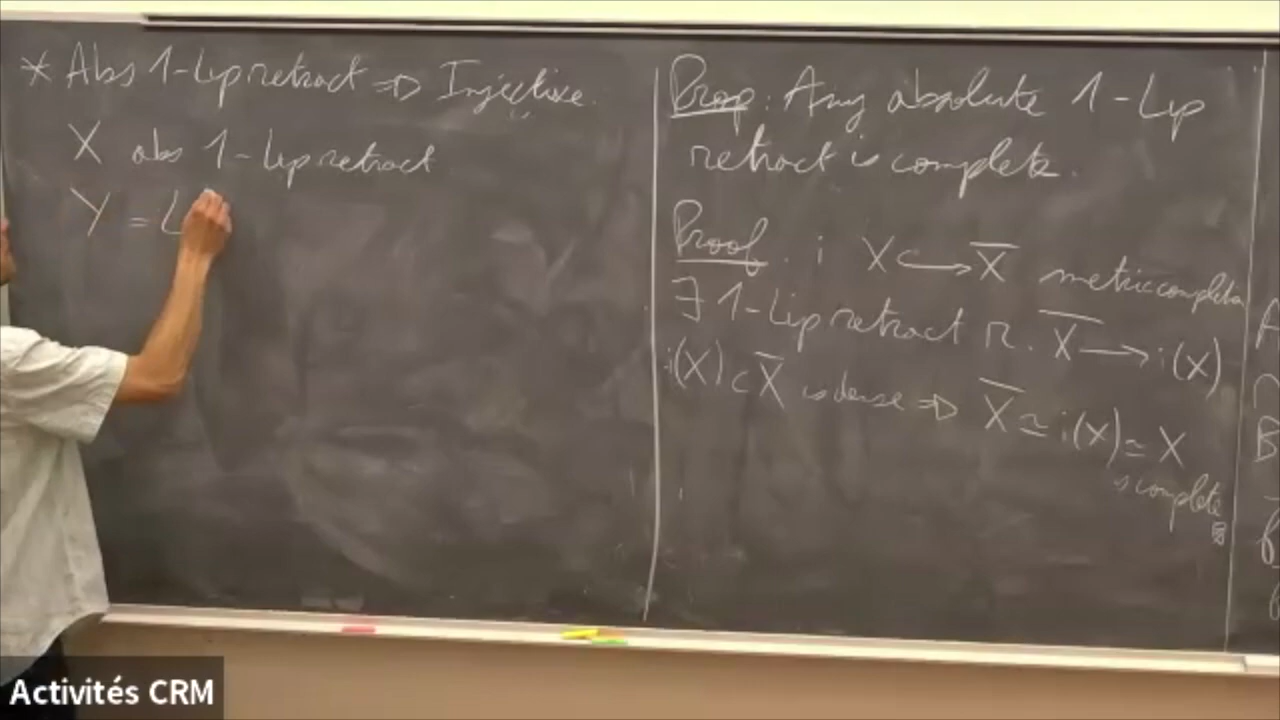 * Abs 1-Lip retract ⇒ Injective.
X abs 1-Lip retract
Y = L
Prop: Any absolute 1-Lip
retract is complete.
Proof. i X ↪ X̅ metric completion
∃ 1-Lip retract r. X̅ → i(X)
i(X) ⊂ X̅ is dense ⇒ X̅ ≃ i(X) ≃ X
is complete
Activités CRM